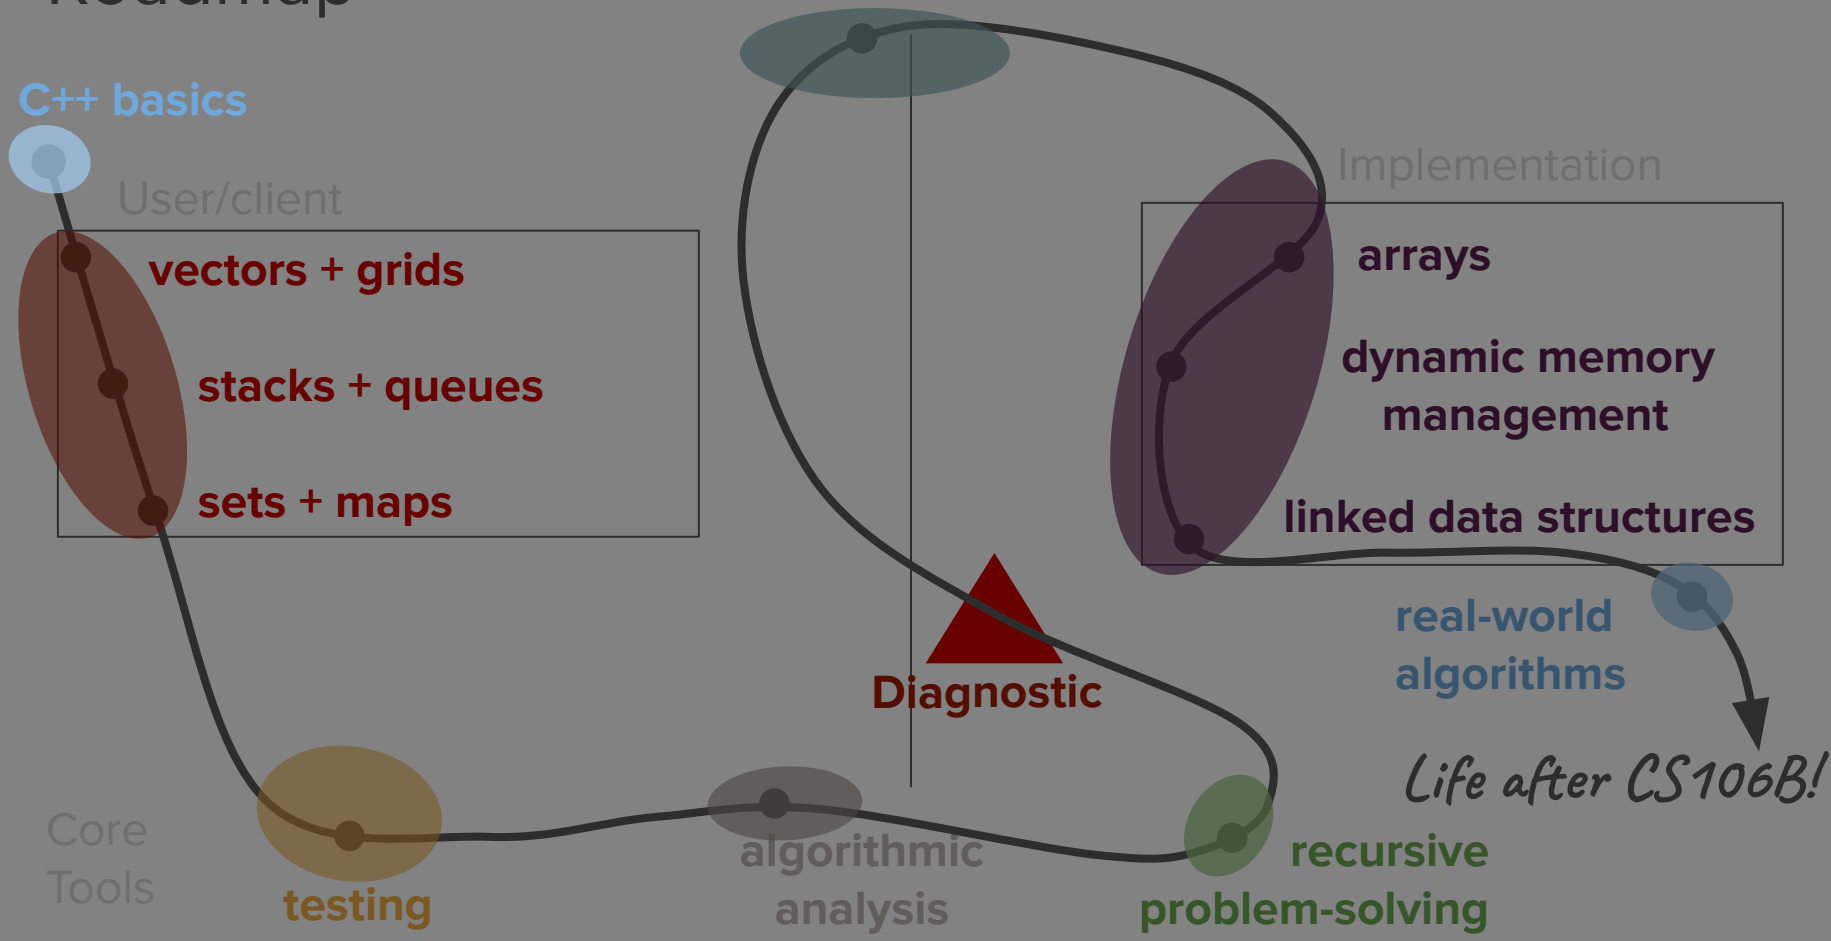 Roadmap
C++ basics
User/client
vectors + grids
stacks + queues
sets + maps
Core
Tools
testing
algorithmic
analysis
recursive
problem-solving
Diagnostic
Implementation
arrays
dynamic memory
management
linked data structures
real-world
algorithms
Life after CS106B!